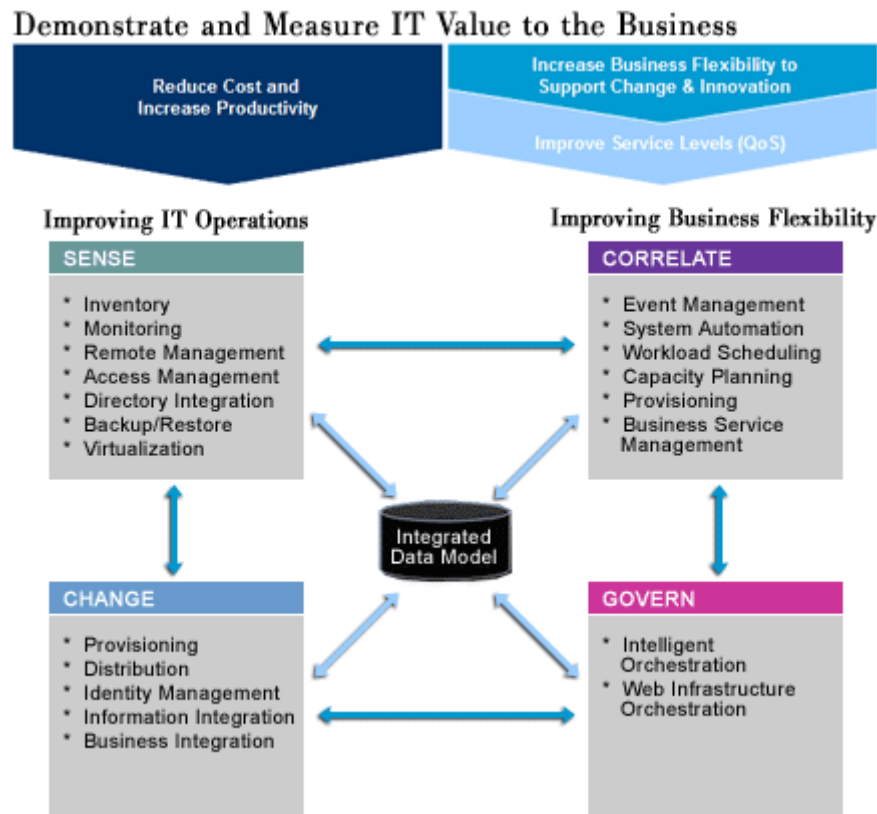 Demonstrate and Measure IT Value to the Business
Reduce Cost and
Increase Productivity
Increase Business Flexibility to
Support Change & Innovation
Improve Service Levels (QoS)
Improving IT Operations
Improving Business Flexibility
SENSE
* Inventory
* Monitoring
* Remote Management
* Access Management
* Directory Integration
* Backup/Restore
* Virtualization
CORRELATE
* Event Management
* System Automation
* Workload Scheduling
* Capacity Planning
* Provisioning
* Business Service
Management
Integrated
Data Model
CHANGE
* Provisioning
* Distribution
* Identity Management
* Information Integration
* Business Integration
GOVERN
* Intelligent
Orchestration
* Web Infrastructure
Orchestration